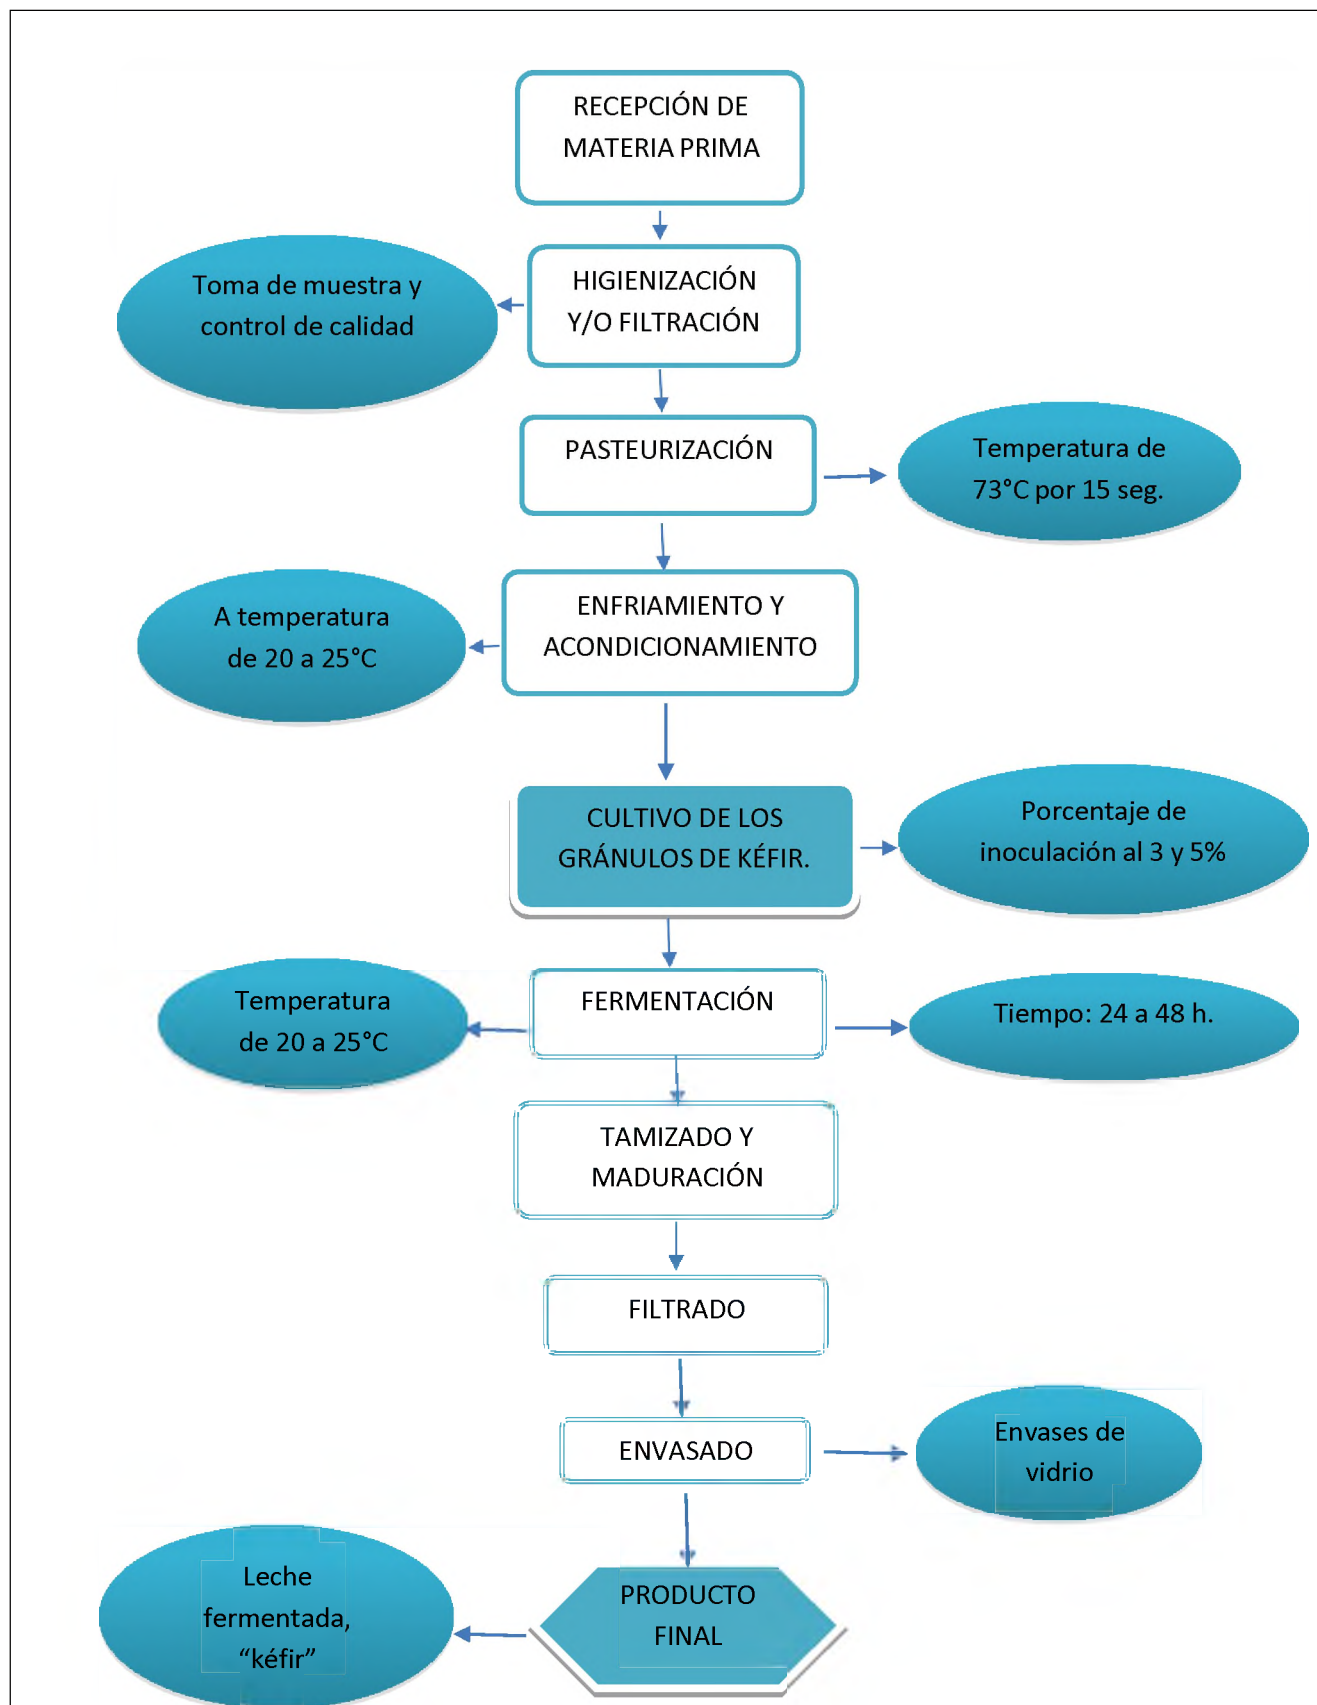 RECEPCIÓN DE
MATERIA PRIMA
HIGIENIZACIÓN
Y/O FILTRACIÓN
Toma de muestra y
control de calidad
PASTEURIZACIÓN
Temperatura de
73°C por 15 seg.
ENFRIAMIENTO Y
ACONDICIONAMIENTO
A temperatura
de 20 a 25°C
CULTIVO DE LOS
GRÁNULOS DE KÉFIR.
Porcentaje de
inoculación al 3 y 5%
FERMENTACIÓN
Temperatura
de 20 a 25°C
Tiempo: 24 a 48 h.
TAMIZADO Y
MADURACIÓN
FILTRADO
ENVASADO
Envases de
vidrio
PRODUCTO
FINAL
Leche
fermentada,
“kéfir”